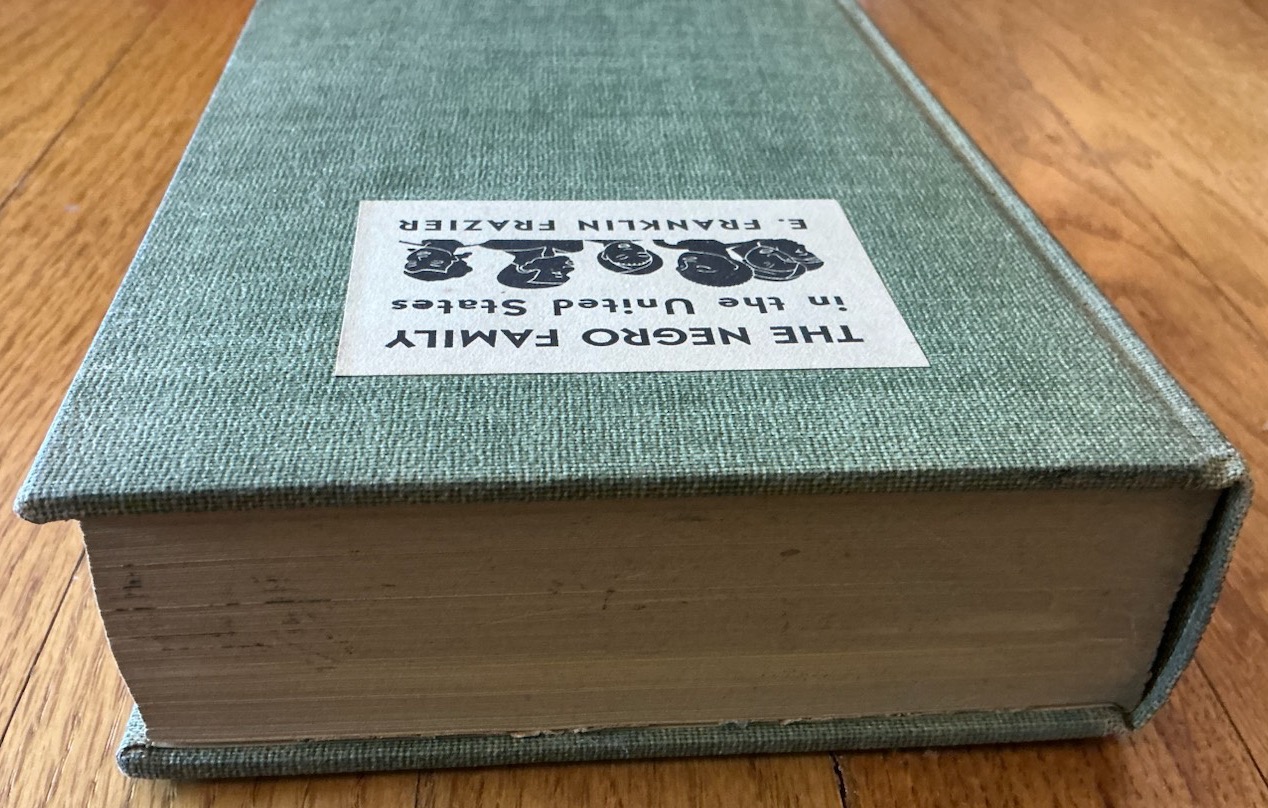 THE NEGRO FAMILY
in the United States
E. FRANKLIN FRAZIER